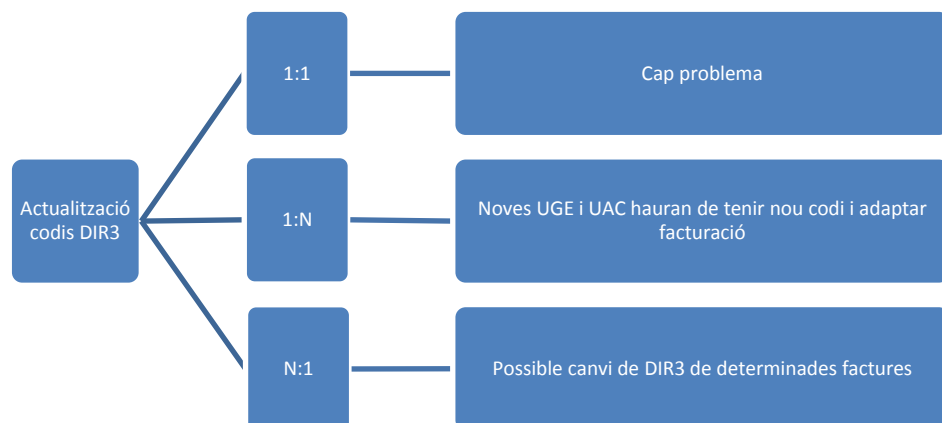 Actualització
codis DIR3
1:1
Cap problema
1:N
Noves UGE i UAC hauran de tenir nou codi i adaptar
facturació
N:1
Possible canvi de DIR3 de determinades factures